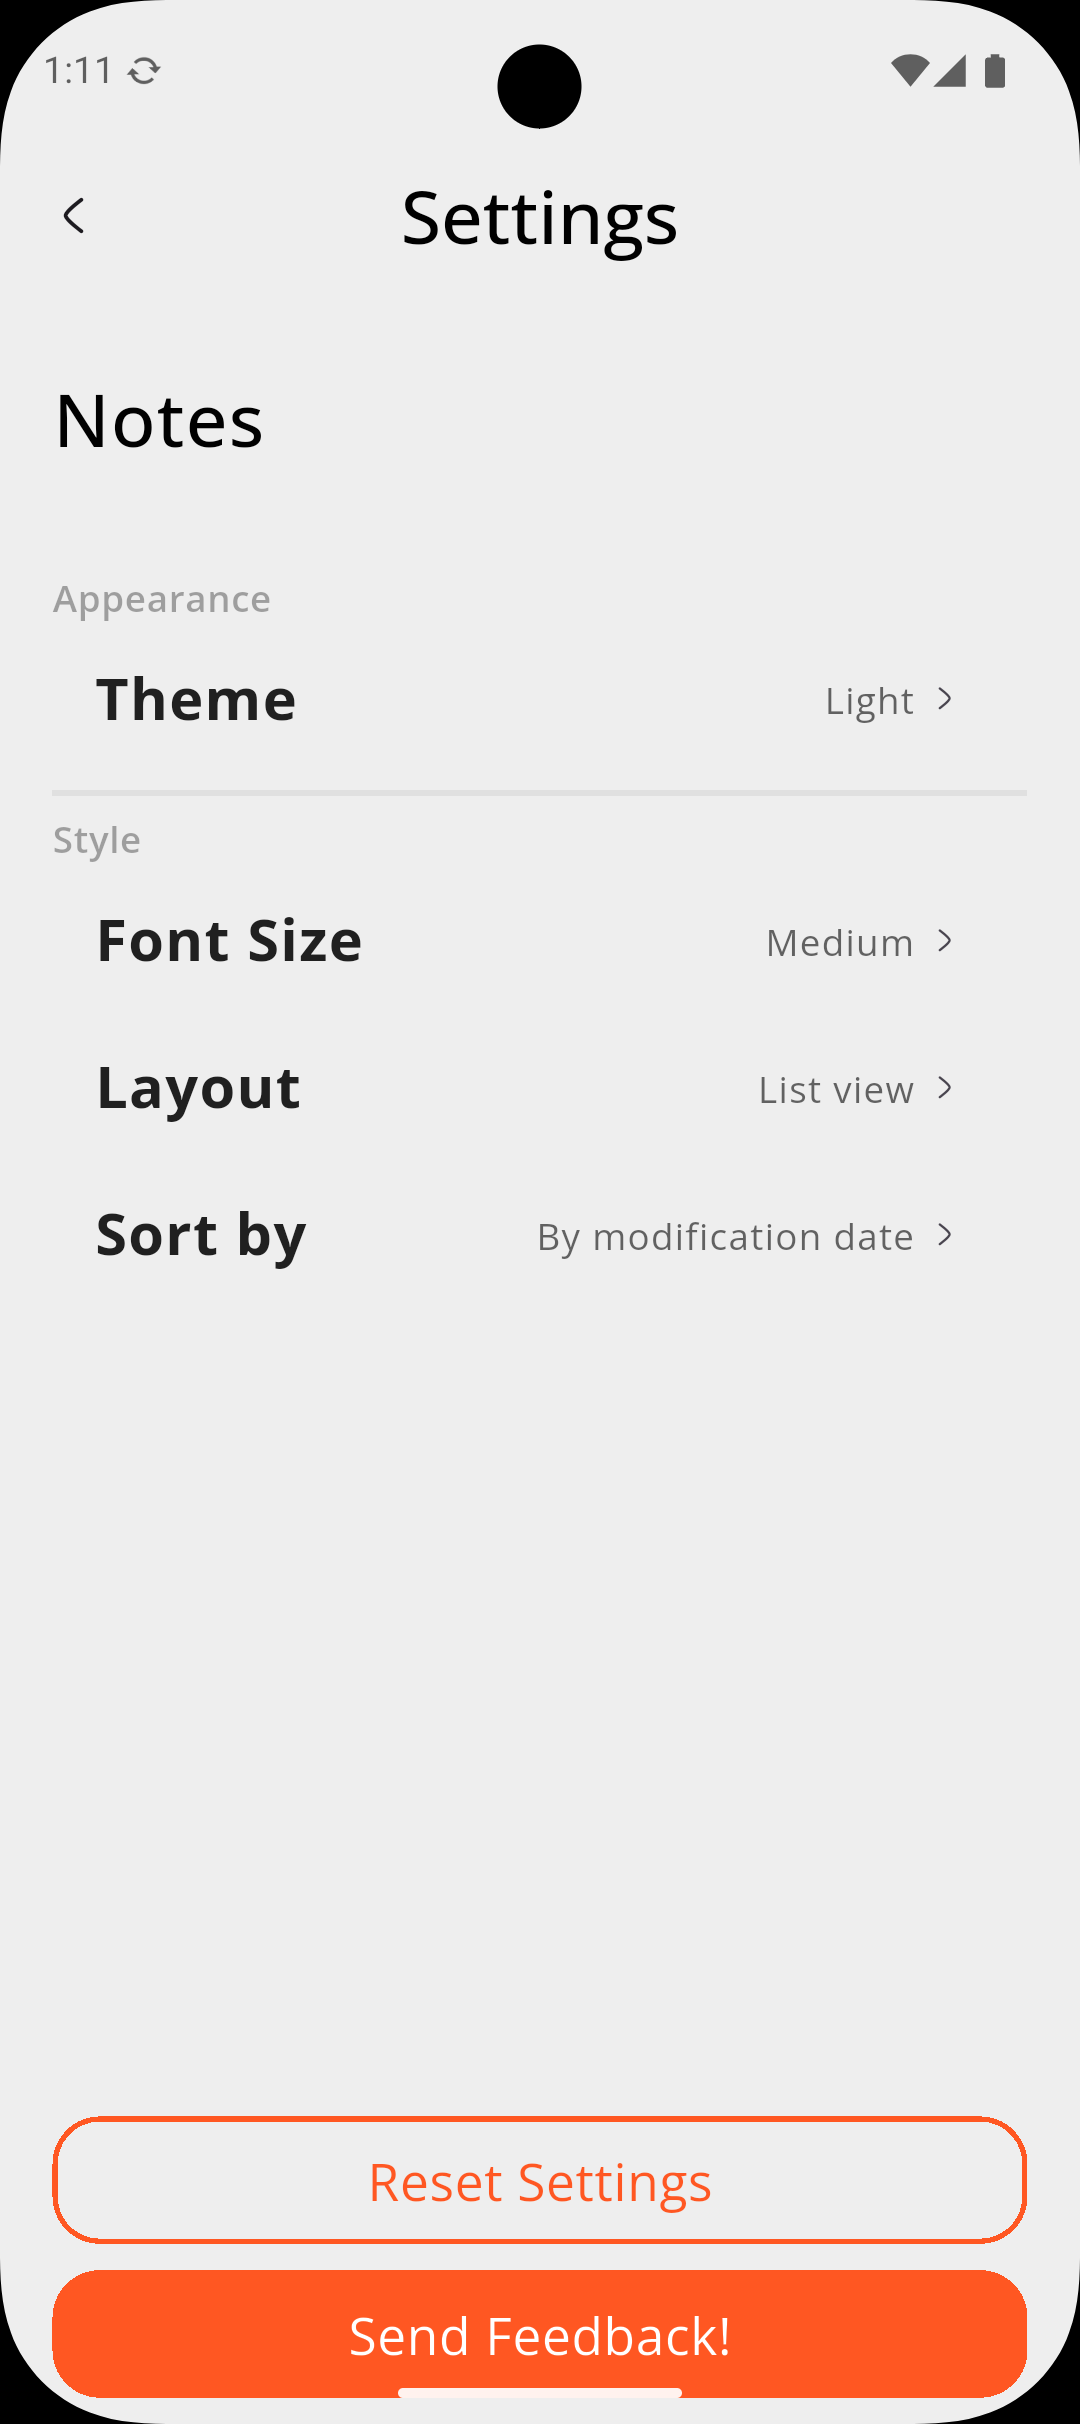 1:11
Settings
Notes
Appearance
Theme Light
Style
Font Size Medium
Layout List view
Sort by By modification date
Reset Settings
Send Feedback!